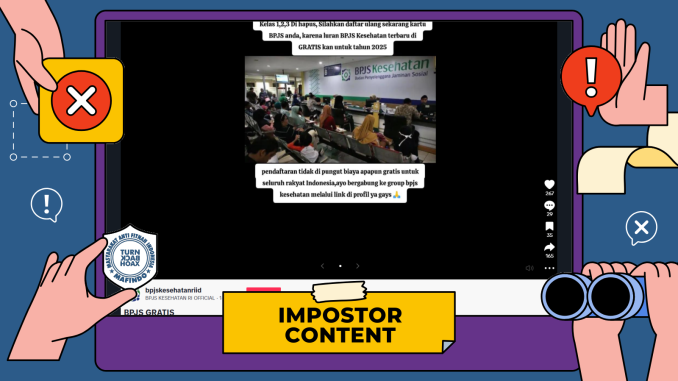 Kelas 1,2,3 Di hapus, Silahkan daftar ulang sekarang kartu
BPJS anda, karena Iuran BPJS Kesehatan terbaru di
GRATIS kan untuk tahun 2025
BPJS Kesehatan
Badan Penyelenggara Jaminan Sosial
pendaftaran tidak di pungut biaya apapun gratis untuk
seluruh rakyat Indonesia,ayo bergabung ke group bpjs
kesehatan melalui link di profil ya gays 🙏
267
29
35
165
MASYARAKAT ANTI FITNAH INDONESIA
TURN
BACK
HOAX
MAFINDO
bpjskesehatanriid
BPJS KESEHATAN-RI OFFICIAL · 1
BPJS GRATIS
IMPOSTOR
CONTENT